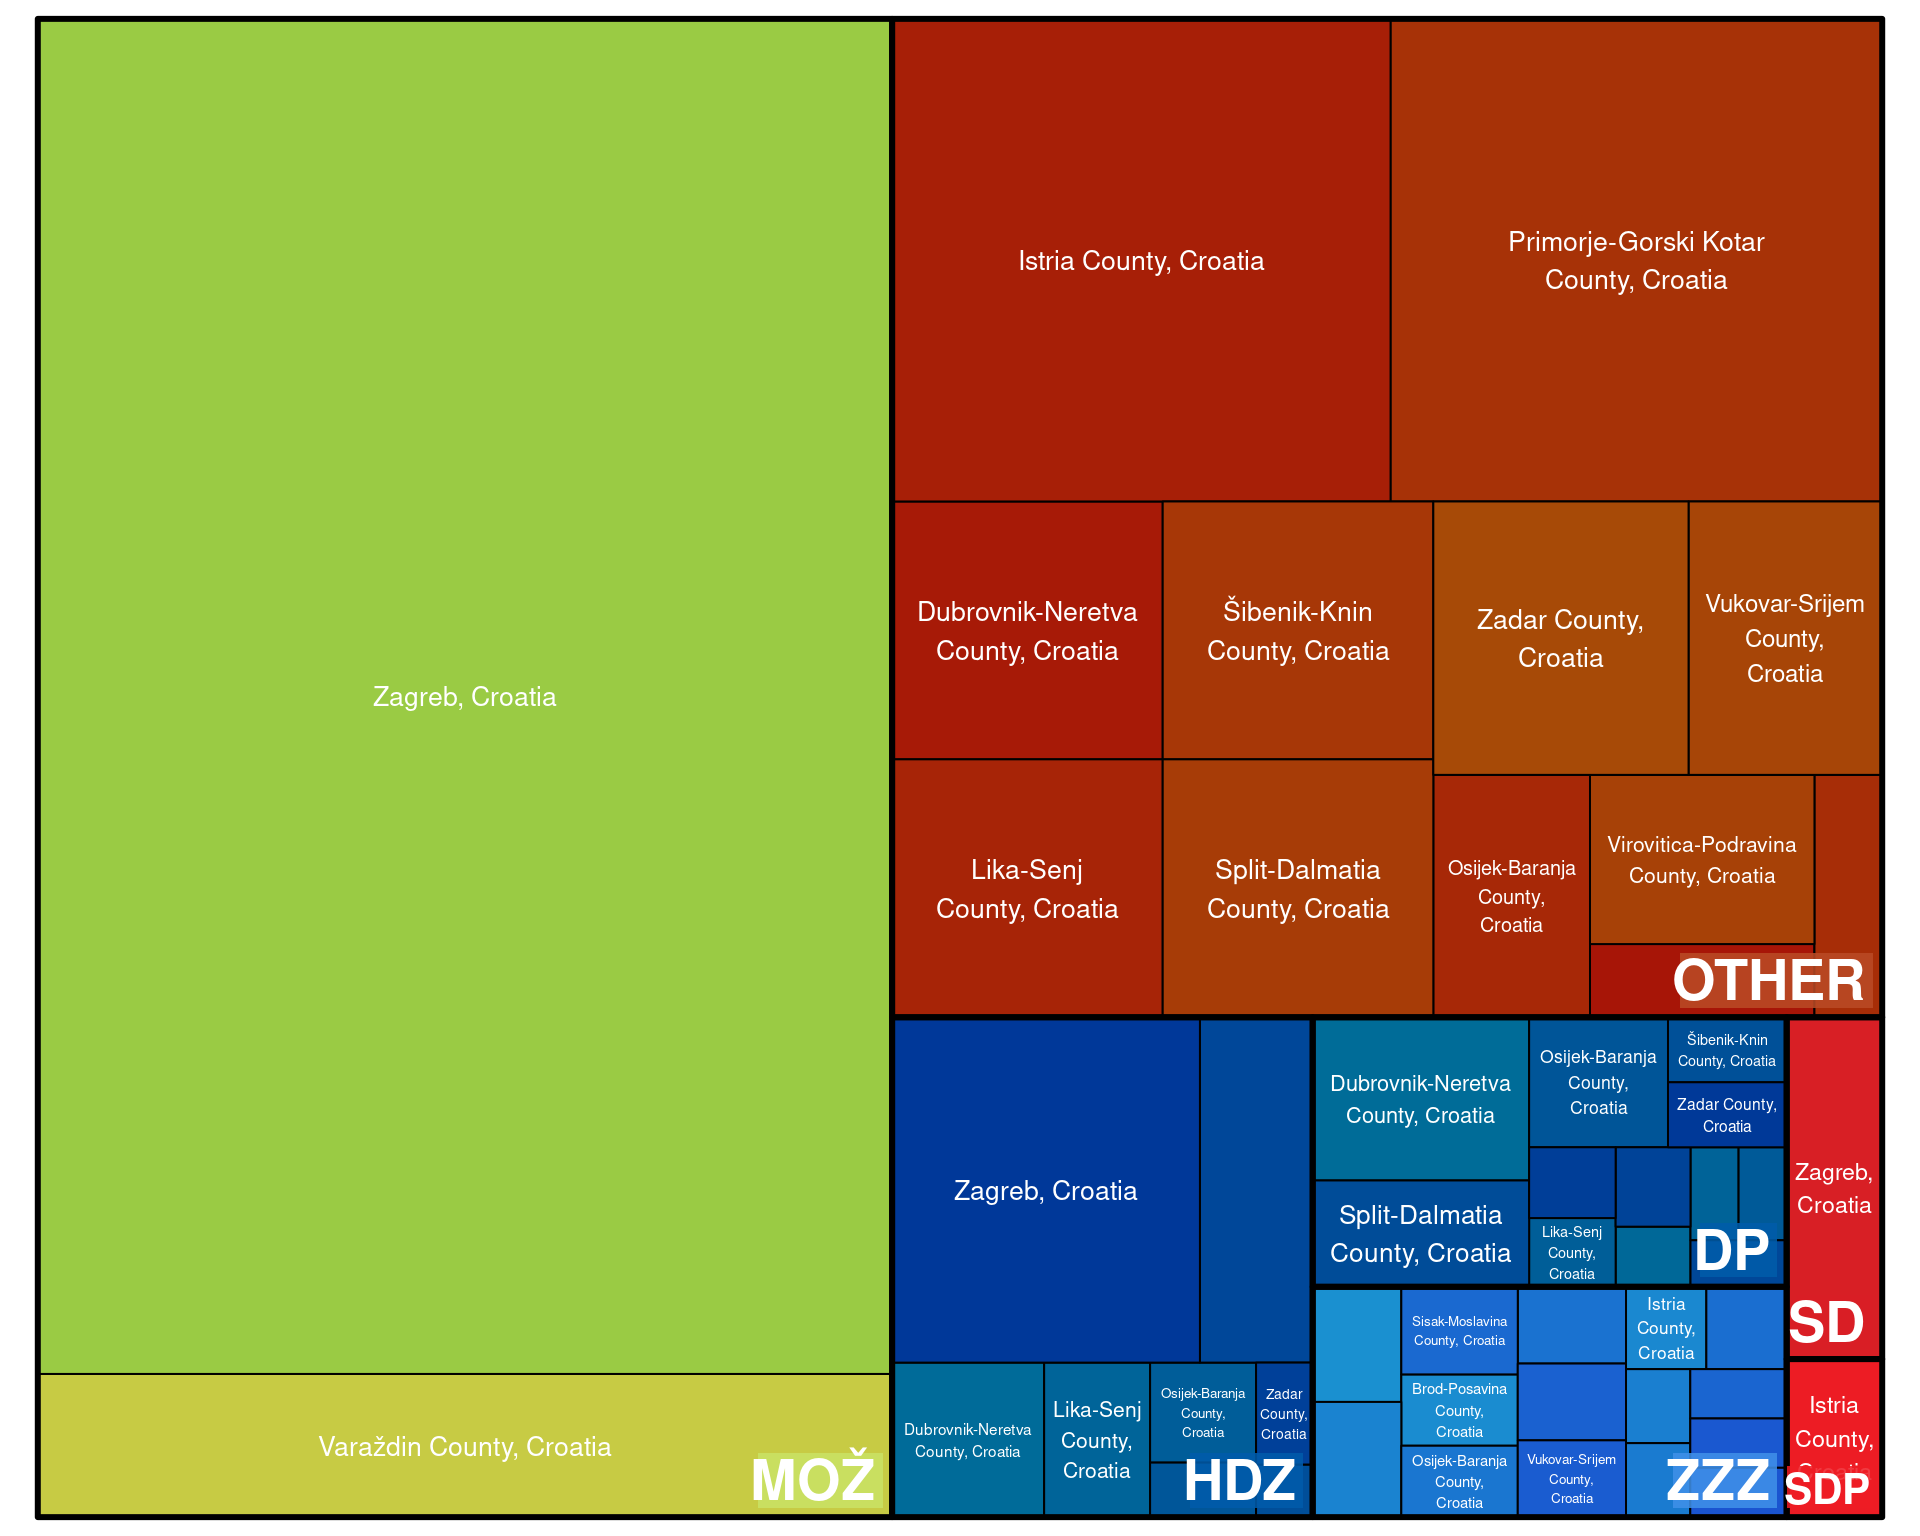 Zagreb, Croatia
Varaždin County, Croatia
MOŽ
Istria County, Croatia
Primorje-Gorski Kotar
County, Croatia
Dubrovnik-Neretva
County, Croatia
Šibenik-Knin
County, Croatia
Zadar County,
Croatia
Vukovar-Srijem
County,
Croatia
Lika-Senj
County, Croatia
Split-Dalmatia
County, Croatia
Osijek-Baranja
County,
Croatia
Virovitica-Podravina
County, Croatia
OTHER
Zagreb, Croatia
Dubrovnik-Neretva
County, Croatia
Lika-Senj
County,
Croatia
Osijek-Baranja
County,
Croatia
Zadar
County,
Croatia
HDZ
Dubrovnik-Neretva
County, Croatia
Split-Dalmatia
County, Croatia
Osijek-Baranja
County,
Croatia
Šibenik-Knin
County, Croatia
Zadar County,
Croatia
Lika-Senj
County,
Croatia
DP
Sisak-Moslavina
County, Croatia
Brod-Posavina
County,
Croatia
Osijek-Baranja
County,
Croatia
Vukovar-Srijem
County,
Croatia
Istria
County,
Croatia
ZZZ
Zagreb,
Croatia
SD
Istria
County,
Croatia
SDP